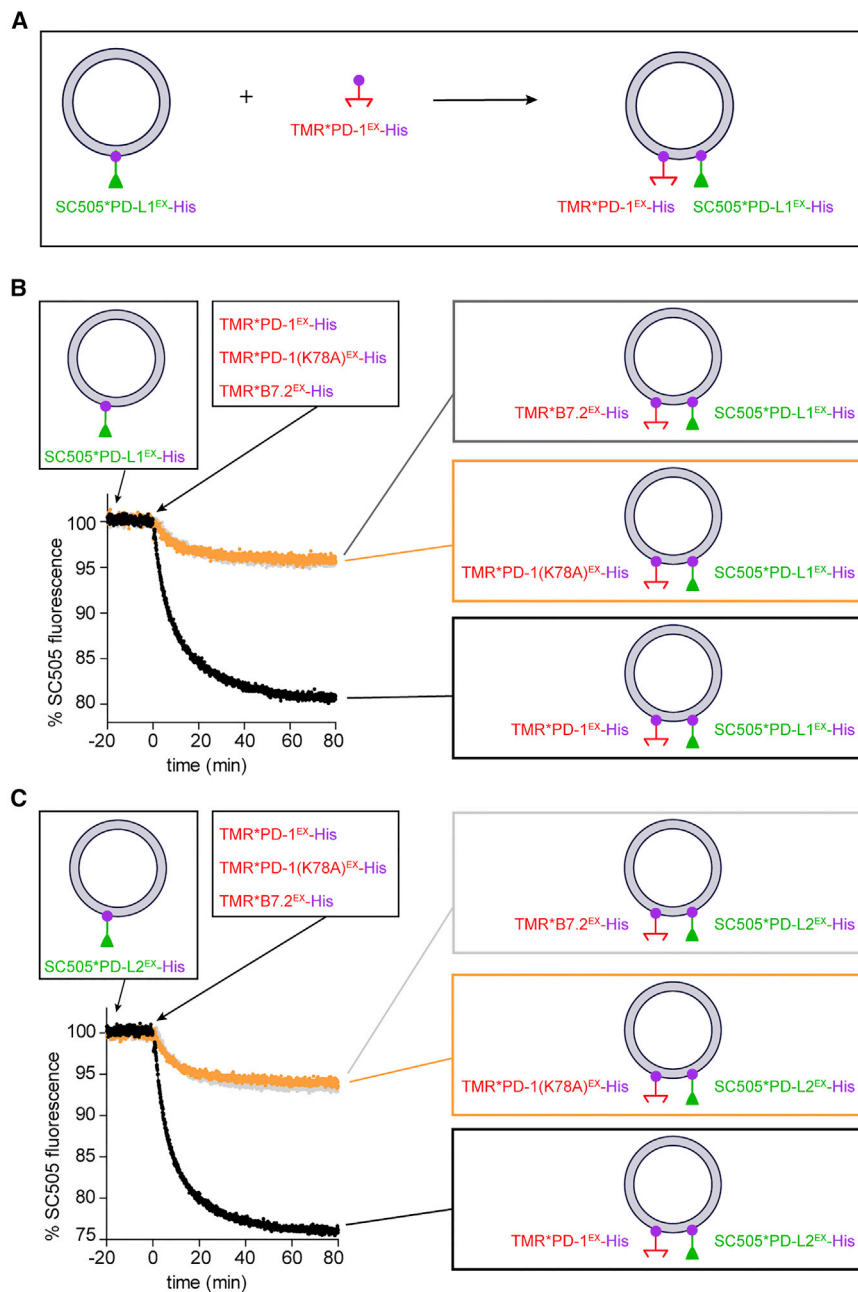 A
+
TMR*PD-1EX-His
SC505*PD-L1EX-His
TMR*PD-1EX-His SC505*PD-L1EX-His
B
TMR*PD-1EX-His
TMR*PD-1(K78A)EX-His
TMR*B7.2EX-His
SC505*PD-L1EX-His
% SC505 fluorescence
100
95
90
85
80
-20 0 20 40 60 80
time (min)
TMR*B7.2EX-His SC505*PD-L1EX-His
TMR*PD-1(K78A)EX-His SC505*PD-L1EX-His
TMR*PD-1EX-His SC505*PD-L1EX-His
C
TMR*PD-1EX-His
TMR*PD-1(K78A)EX-His
TMR*B7.2EX-His
SC505*PD-L2EX-His
% SC505 fluorescence
100
95
90
85
80
75
-20 0 20 40 60 80
time (min)
TMR*B7.2EX-His SC505*PD-L2EX-His
TMR*PD-1(K78A)EX-His SC505*PD-L2EX-His
TMR*PD-1EX-His SC505*PD-L2EX-His